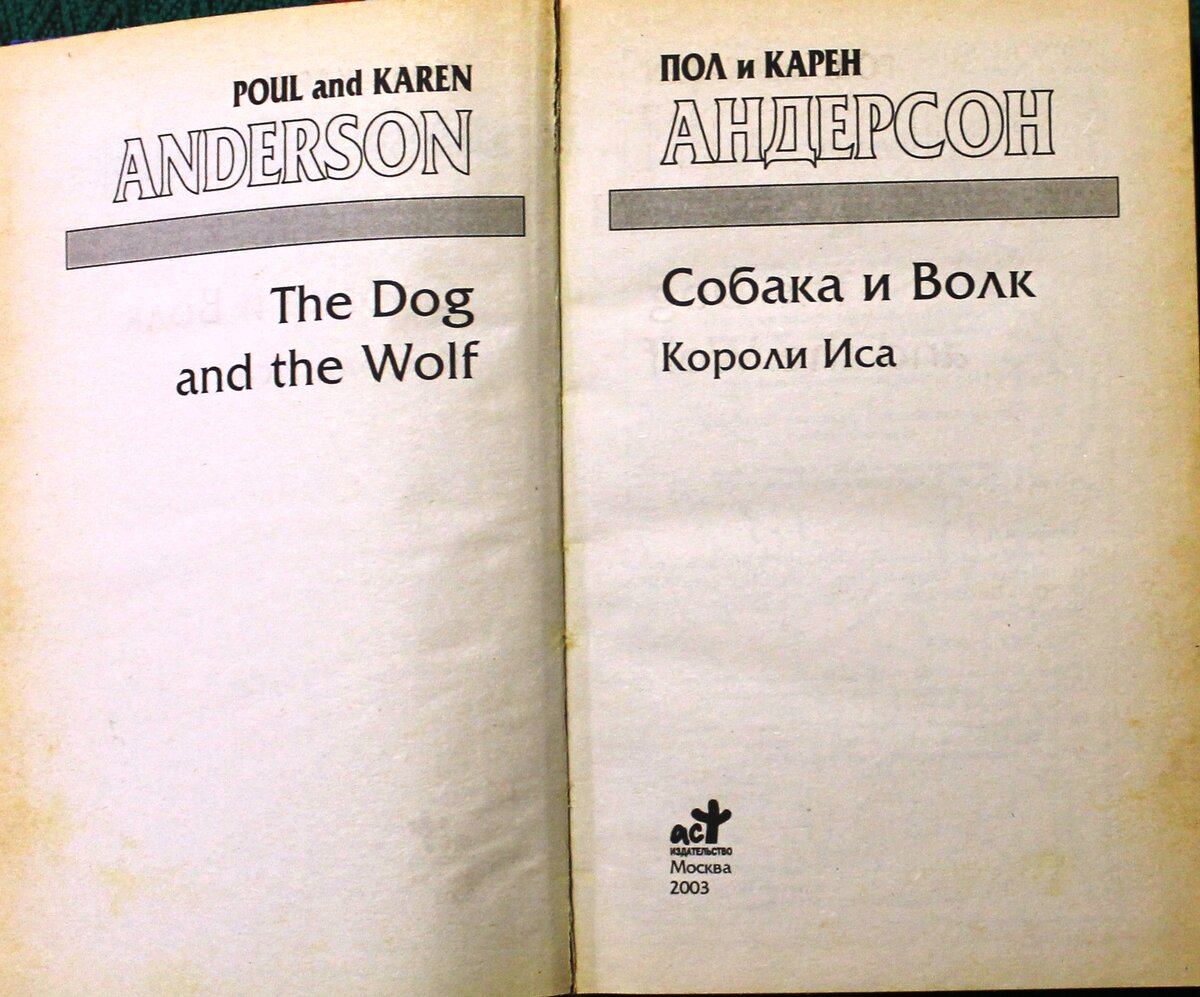 POUL and KAREN
ANDERSON
The Dog
and the Wolf
ПОЛ и КАРЕН
АНДЕРСОН
Собака и Волк
Короли Иса
аст
ИЗДАТЕЛЬСТВО
Москва
2003